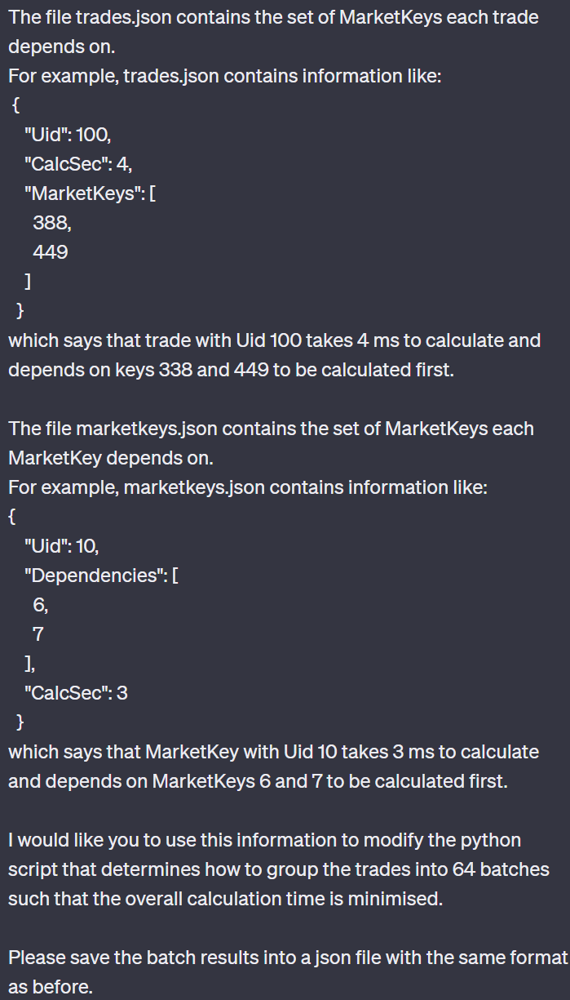 The file trades.json contains the set of MarketKeys each trade
depends on.
For example, trades.json contains information like:
{
"Uid": 100,
"CalcSec": 4,
"MarketKeys": [
388,
449
]
}
which says that trade with Uid 100 takes 4 ms to calculate and
depends on keys 338 and 449 to be calculated first.

The file marketkeys.json contains the set of MarketKeys each
MarketKey depends on.
For example, marketkeys.json contains information like:
{
"Uid": 10,
"Dependencies": [
6,
7
],
"CalcSec": 3
}
which says that MarketKey with Uid 10 takes 3 ms to calculate
and depends on MarketKeys 6 and 7 to be calculated first.

I would like you to use this information to modify the python
script that determines how to group the trades into 64 batches
such that the overall calculation time is minimised.

Please save the batch results into a json file with the same format
as before.